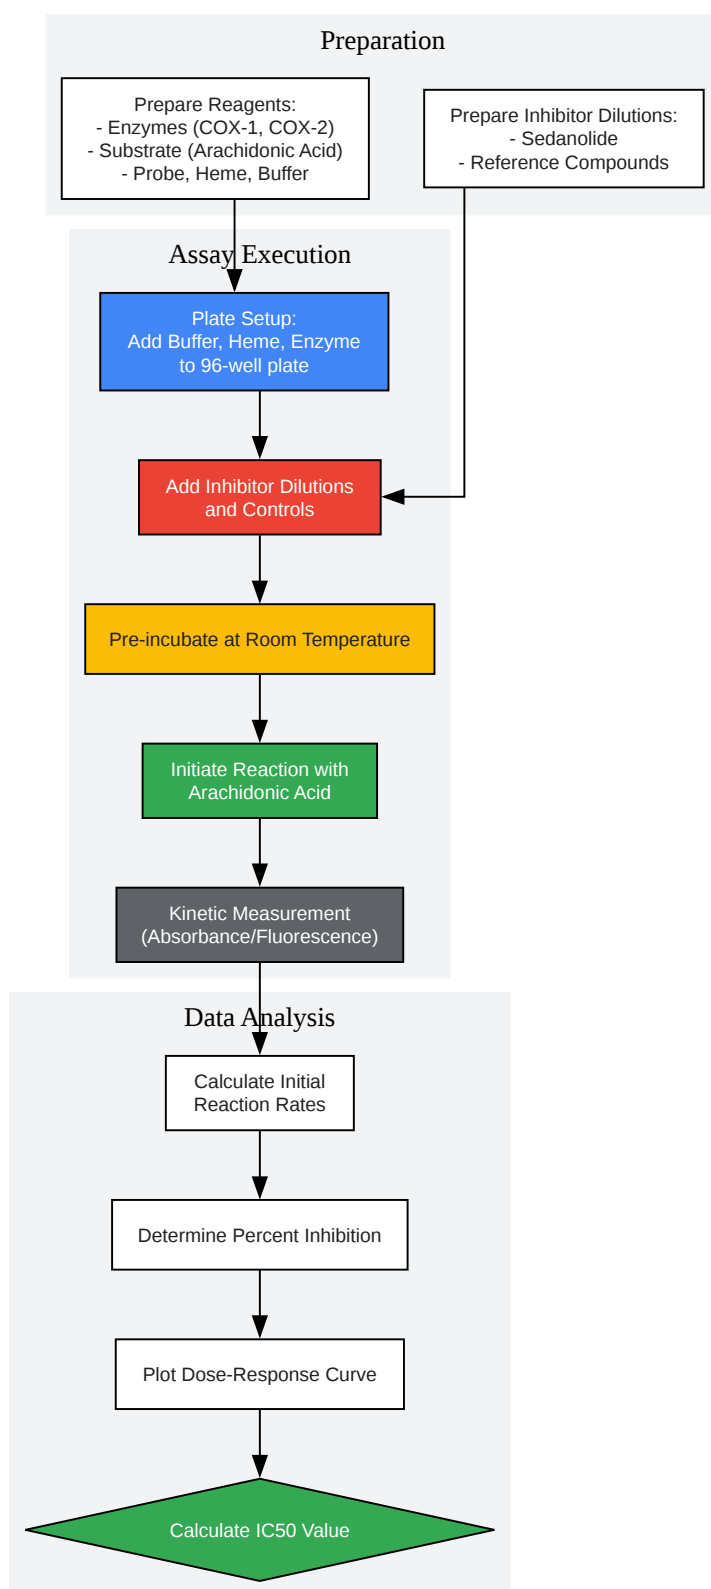 Preparation
Prepare Reagents:
- Enzymes (COX-1, COX-2)
- Substrate (Arachidonic Acid)
- Probe, Heme, Buffer
Prepare Inhibitor Dilutions:
- Sedanolide
- Reference Compounds
Assay Execution
Plate Setup:
Add Buffer, Heme, Enzyme
to 96-well plate
Add Inhibitor Dilutions
and Controls
Pre-incubate at Room Temperature
Initiate Reaction with
Arachidonic Acid
Kinetic Measurement
(Absorbance/Fluorescence)
Data Analysis
Calculate Initial
Reaction Rates
Determine Percent Inhibition
Plot Dose-Response Curve
Calculate IC50 Value